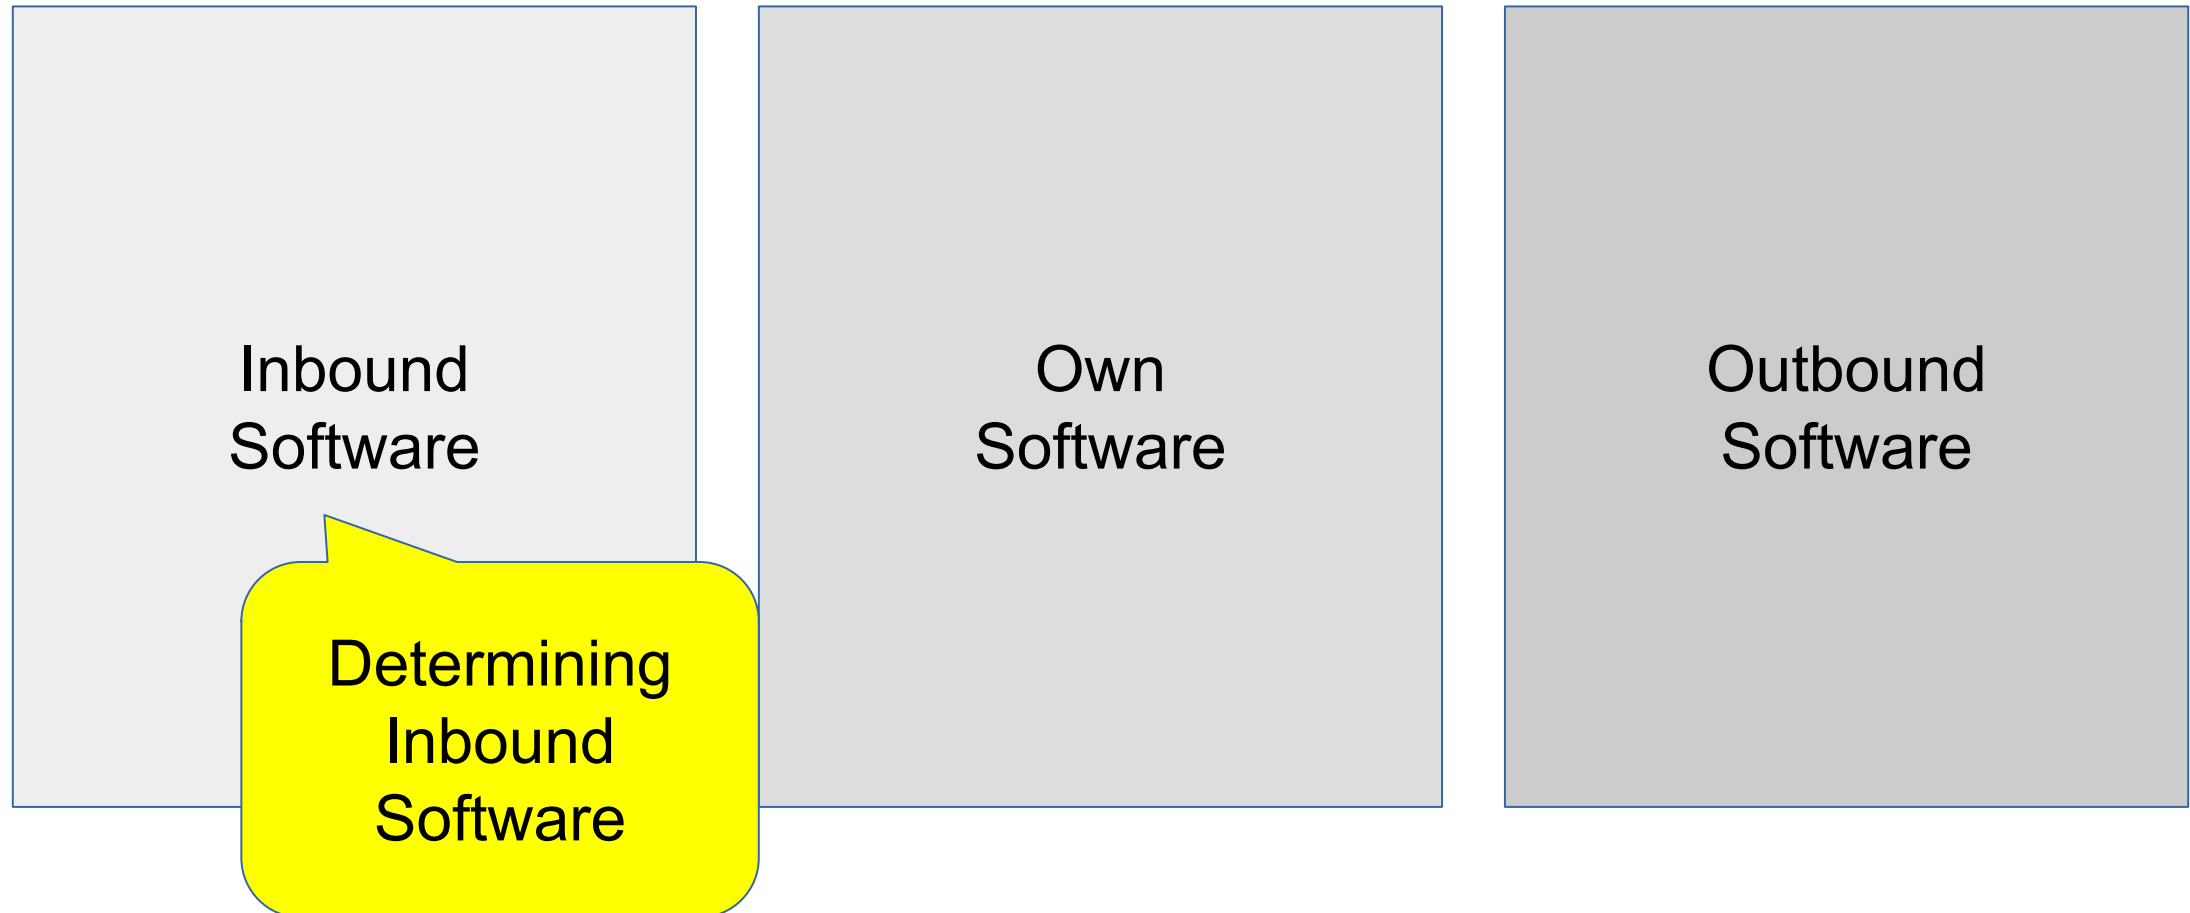 Inbound
Software
Own
Software
Outbound
Software
Determining
Inbound
Software